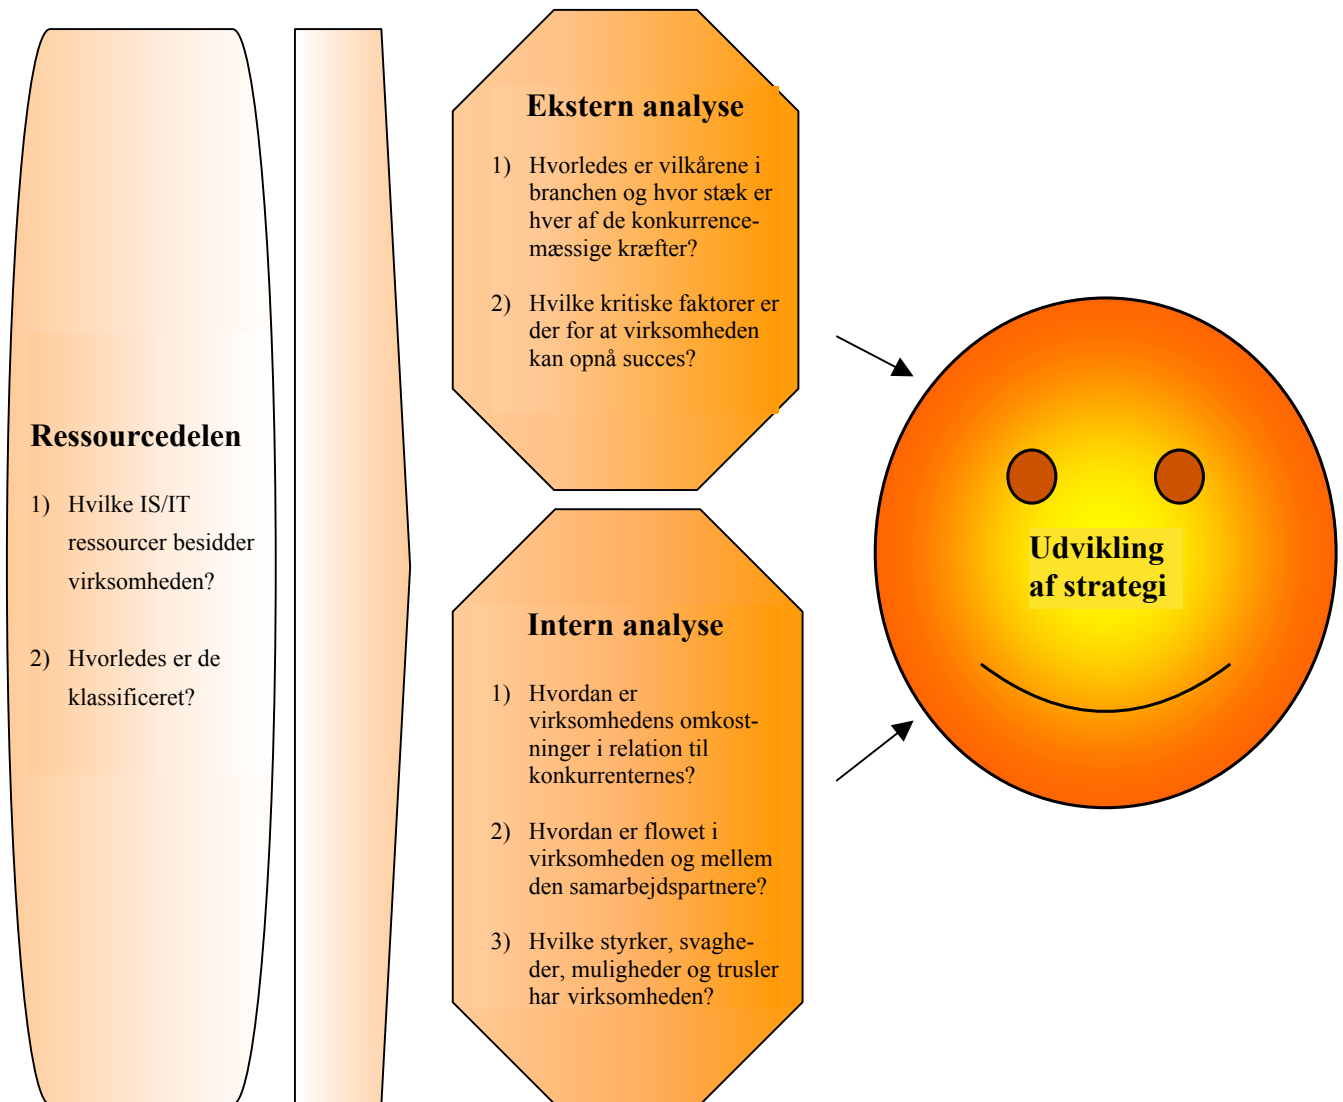 Ressourcedelen
1) Hvilke IS/IT
ressourcer besidder
virksomheden?
2) Hvorledes er de
klassificeret?
Ekstern analyse
1) Hvorledes er vilkårene i
branchen og hvor stæk er
hver af de konkurrence-
mæssige kræfter?
2) Hvilke kritiske faktorer er
der for at virksomheden
kan opnå succes?
Intern analyse
1) Hvordan er
virksomhedens omkost-
ninger i relation til
konkurrenternes?
2) Hvordan er flowet i
virksomheden og mellem
den samarbejdspartnere?
3) Hvilke styrker, svaghe-
der, muligheder og trusler
har virksomheden?
Udvikling
af strategi